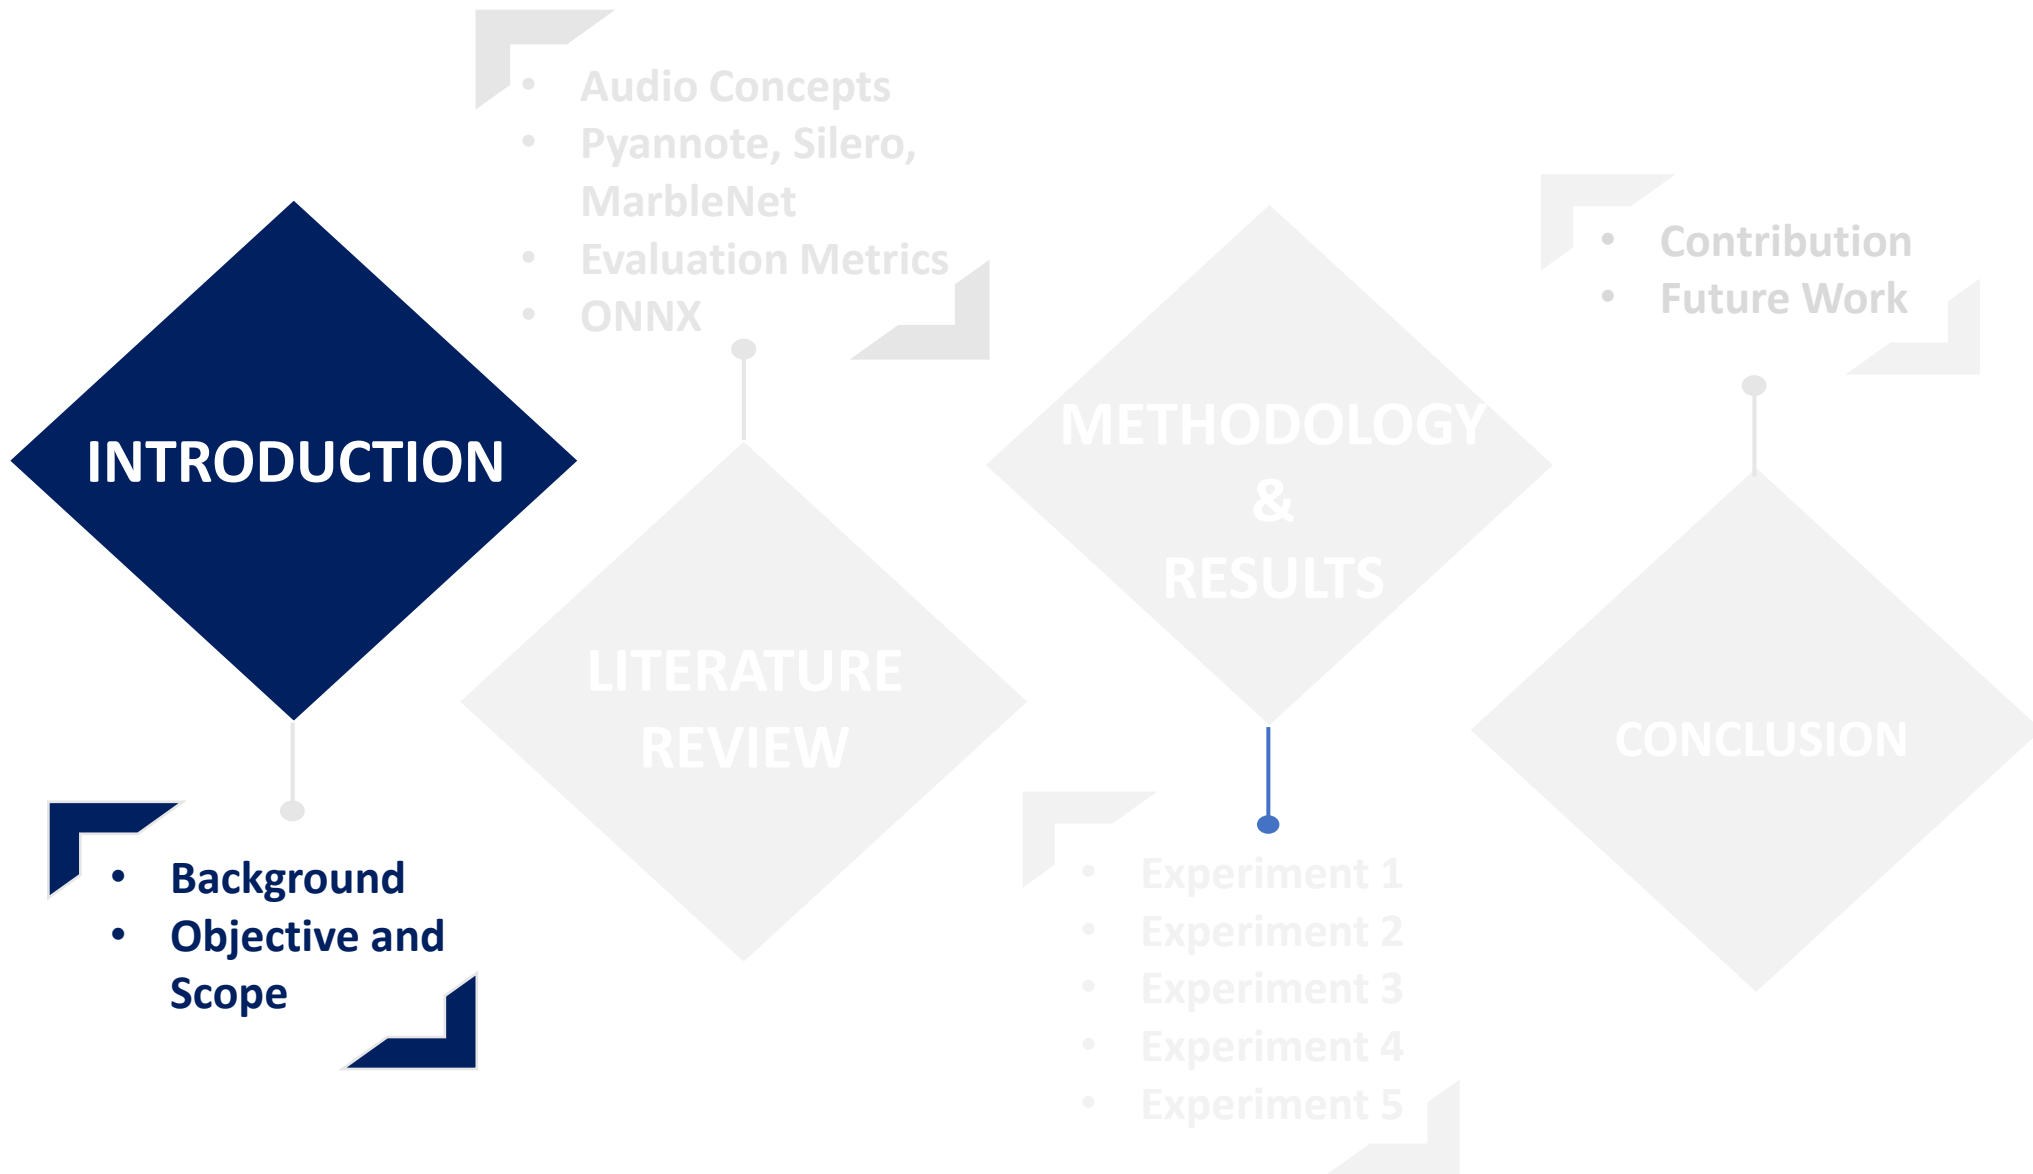 INTRODUCTION
• Background
• Objective and
Scope
• Audio Concepts
• Pyannote, Silero,
MarbleNet
• Evaluation Metrics
• ONNX
LITERATURE
REVIEW
METHODOLOGY
&
RESULTS
• Experiment 1
• Experiment 2
• Experiment 3
• Experiment 4
• Experiment 5
• Contribution
• Future Work
CONCLUSION